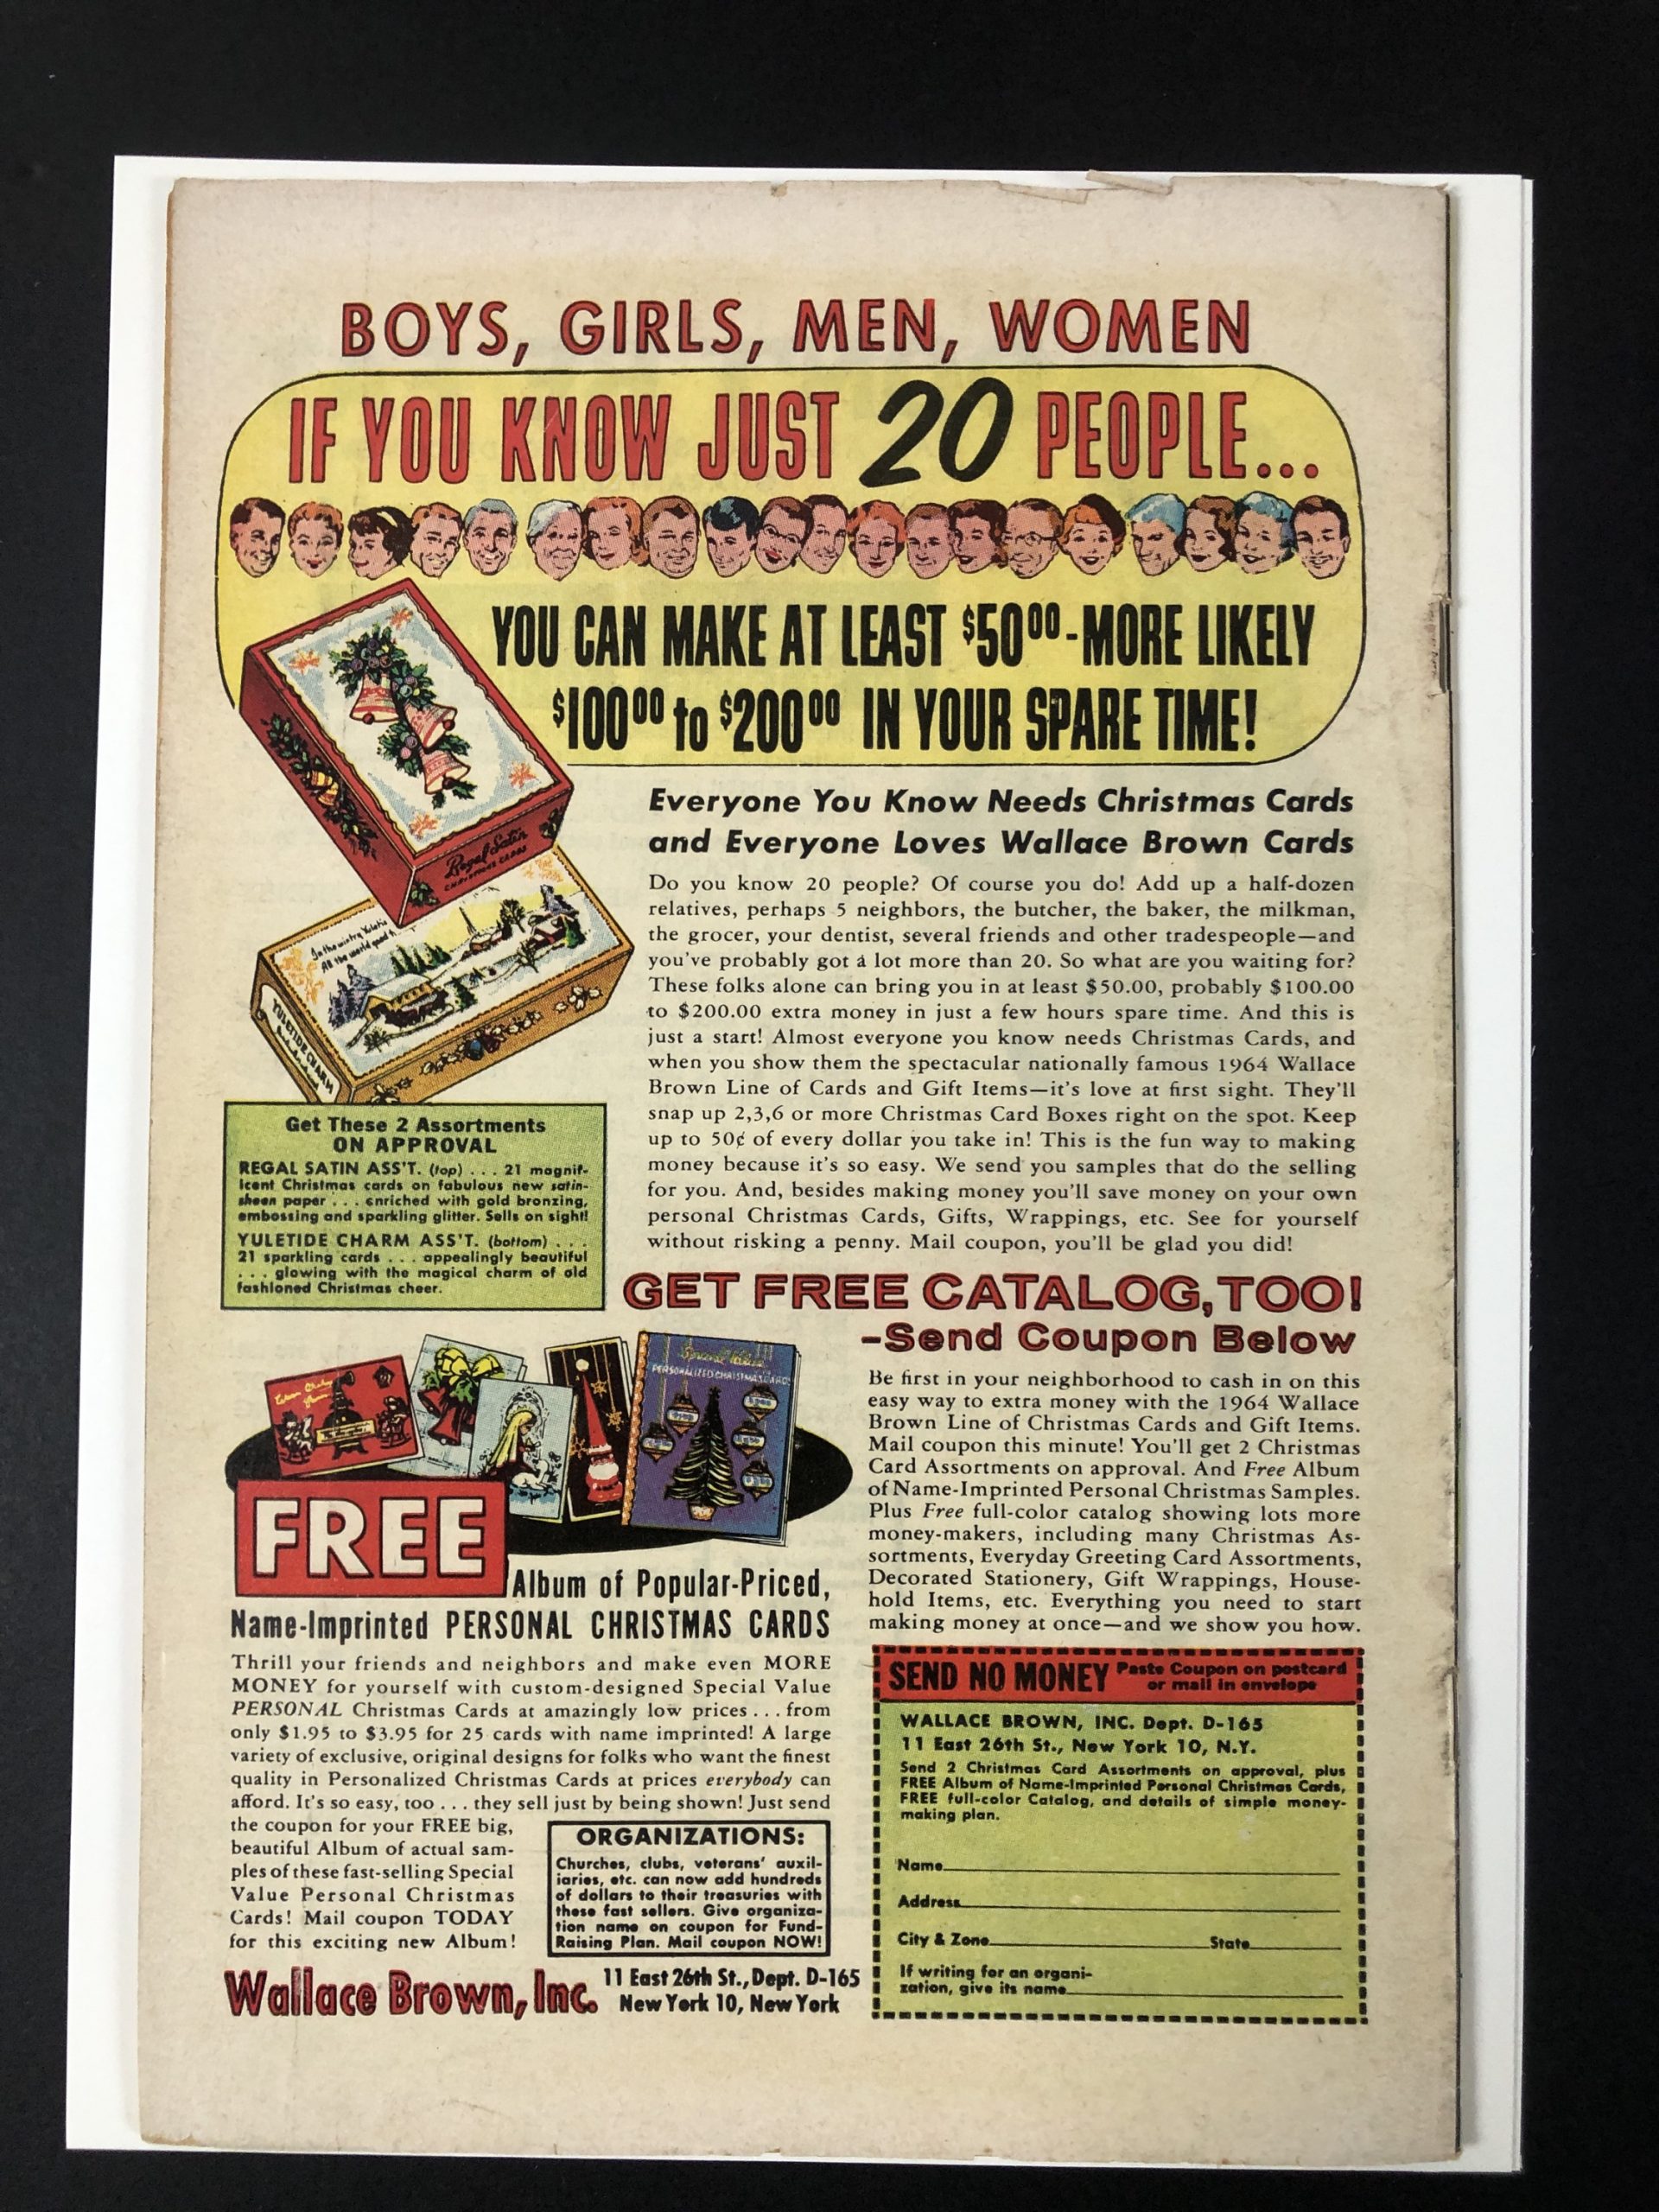 BOYS, GIRLS, MEN, WOMEN
IF YOU KNOW JUST 20 PEOPLE...
YOU CAN MAKE AT LEAST $50⁰⁰-MORE LIKELY
$100⁰⁰ to $200⁰⁰ IN YOUR SPARE TIME!
Regal Satin
CHRISTMAS CARDS
In the wintry Yuletide
All the world
YULETIDE CHARM
Everyone You Know Needs Christmas Cards
and Everyone Loves Wallace Brown Cards
Do you know 20 people? Of course you do! Add up a half-dozen
relatives, perhaps 5 neighbors, the butcher, the baker, the milkman,
the grocer, your dentist, several friends and other tradespeople—and
you've probably got a lot more than 20. So what are you waiting for?
These folks alone can bring you in at least $50.00, probably $100.00
to $200.00 extra money in just a few hours spare time. And this is
just a start! Almost everyone you know needs Christmas Cards, and
when you show them the spectacular nationally famous 1964 Wallace
Brown Line of Cards and Gift Items—it's love at first sight. They'll
snap up 2,3,6 or more Christmas Card Boxes right on the spot. Keep
up to 50¢ of every dollar you take in! This is the fun way to making
money because it's so easy. We send you samples that do the selling
for you. And, besides making money you'll save money on your own
personal Christmas Cards, Gifts, Wrappings, etc. See for yourself
without risking a penny. Mail coupon, you'll be glad you did!
Get These 2 Assortments
ON APPROVAL
REGAL SATIN ASS'T. (top) . . . 21 magnif-
icent Christmas cards on fabulous new satin-
sheen paper . . . enriched with gold bronzing,
embossing and sparkling glitter. Sells on sight!
YULETIDE CHARM ASS'T. (bottom) . . .
21 sparkling cards . . . appealingly beautiful
. . . glowing with the magical charm of old
fashioned Christmas cheer.
GET FREE CATALOG, TOO!
-Send Coupon Below
Be first in your neighborhood to cash in on this
easy way to extra money with the 1964 Wallace
Brown Line of Christmas Cards and Gift Items.
Mail coupon this minute! You'll get 2 Christmas
Card Assortments on approval. And Free Album
of Name-Imprinted Personal Christmas Samples.
Plus Free full-color catalog showing lots more
money-makers, including many Christmas As-
sortments, Everyday Greeting Card Assortments,
Decorated Stationery, Gift Wrappings, House-
hold Items, etc. Everything you need to start
making money at once—and we show you how.
Special Value
PERSONALIZED CHRISTMAS CARDS
FREE
Album of Popular-Priced,
Name-Imprinted PERSONAL CHRISTMAS CARDS
Thrill your friends and neighbors and make even MORE
MONEY for yourself with custom-designed Special Value
PERSONAL Christmas Cards at amazingly low prices . . . from
only $1.95 to $3.95 for 25 cards with name imprinted! A large
variety of exclusive, original designs for folks who want the finest
quality in Personalized Christmas Cards at prices everybody can
afford. It's so easy, too . . . they sell just by being shown! Just send
the coupon for your FREE big,
beautiful Album of actual sam-
ples of these fast-selling Special
Value Personal Christmas
Cards! Mail coupon TODAY
for this exciting new Album!
ORGANIZATIONS:
Churches, clubs, veterans' auxil-
iaries, etc. can now add hundreds
of dollars to their treasuries with
these fast sellers. Give organiza-
tion name on coupon for Fund-
Raising Plan. Mail coupon NOW!
Wallace Brown, Inc. 11 East 26th St., Dept. D-165
New York 10, New York
SEND NO MONEY Paste Coupon on postcard
or mail in envelope
WALLACE BROWN, INC. Dept. D-165
11 East 26th St., New York 10, N.Y.
Send 2 Christmas Card Assortments on approval, plus
FREE Album of Name-Imprinted Personal Christmas Cards,
FREE full-color Catalog, and details of simple money-
making plan.
Name
Address
City & Zone State
If writing for an organi-
zation, give its name